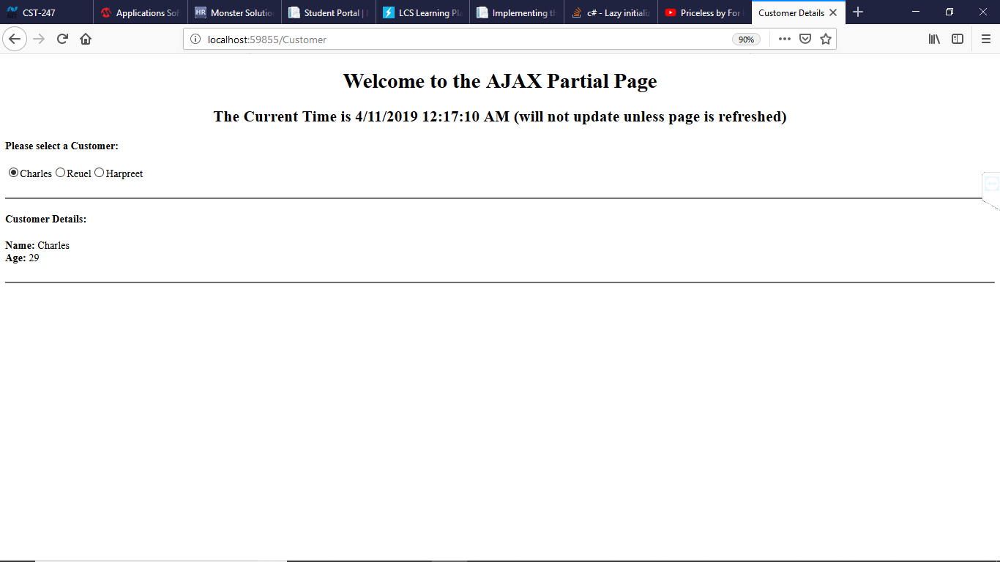 CST-247
Applications Sof
HR Monster Solutio
Student Portal |
LCS Learning Pla
Implementing th
c# - Lazy initializ
Priceless by For
Customer Details
localhost:59855/Customer
90%
Welcome to the AJAX Partial Page
The Current Time is 4/11/2019 12:17:10 AM (will not update unless page is refreshed)
Please select a Customer:
Charles Reuel Harpreet
Customer Details:
Name: Charles
Age: 29